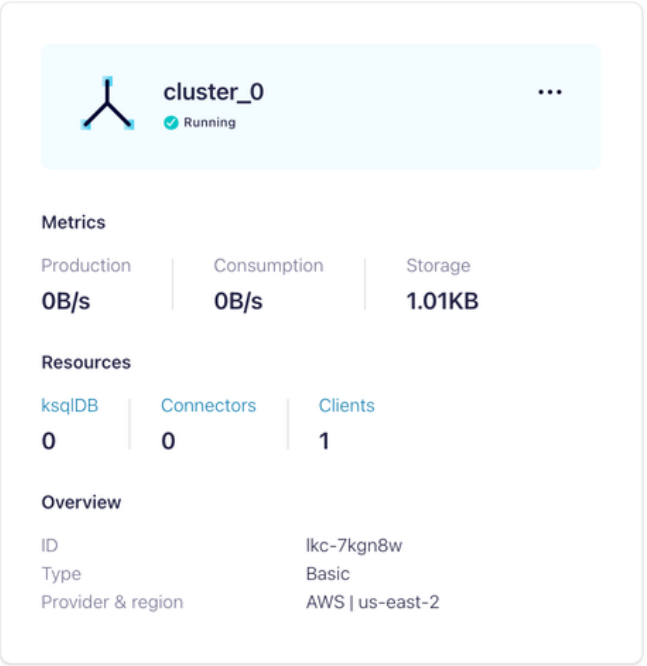 cluster_0
Running
Metrics
Production Consumption Storage
0B/s 0B/s 1.01KB
Resources
ksqlDB Connectors Clients
0 0 1
Overview
ID lkc-7kgn8w
Type Basic
Provider & region AWS | us-east-2